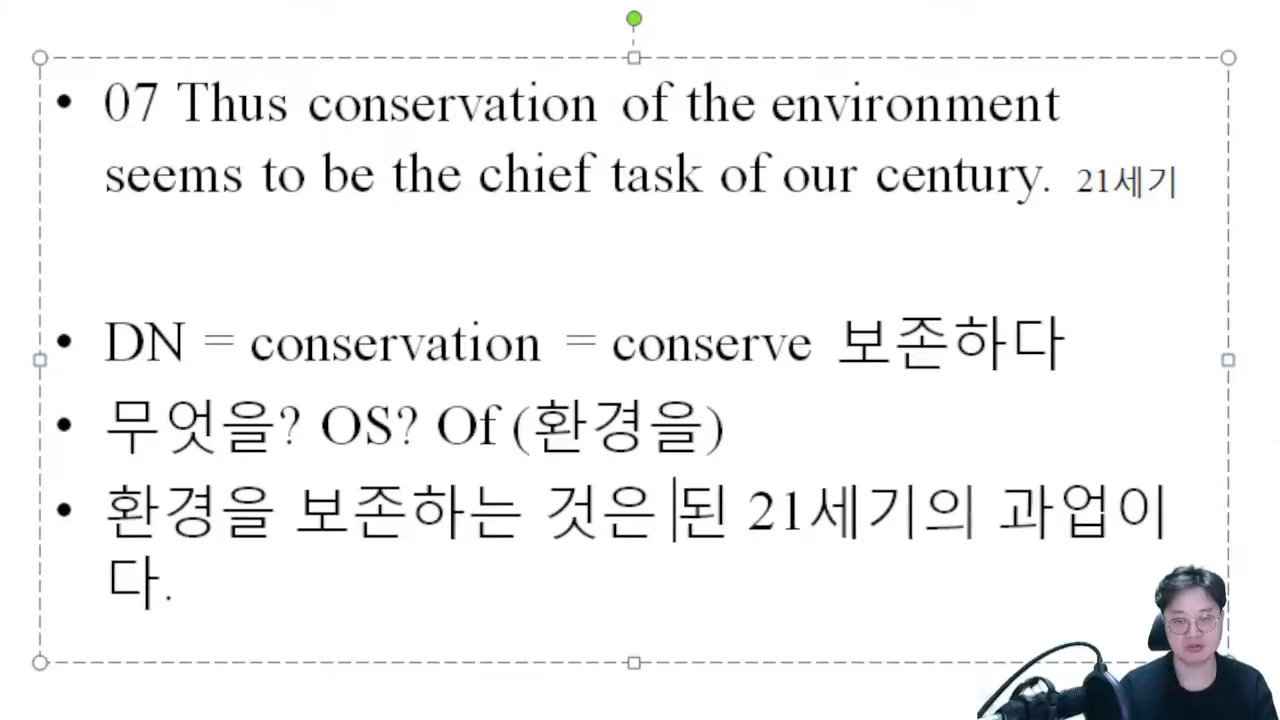 • 07 Thus conservation of the environment
seems to be the chief task of our century. 21세기
• DN = conservation = conserve 보존하다
• 무엇을? OS? Of (환경을)
• 환경을 보존하는 것은 된 21세기의 과업이
다.